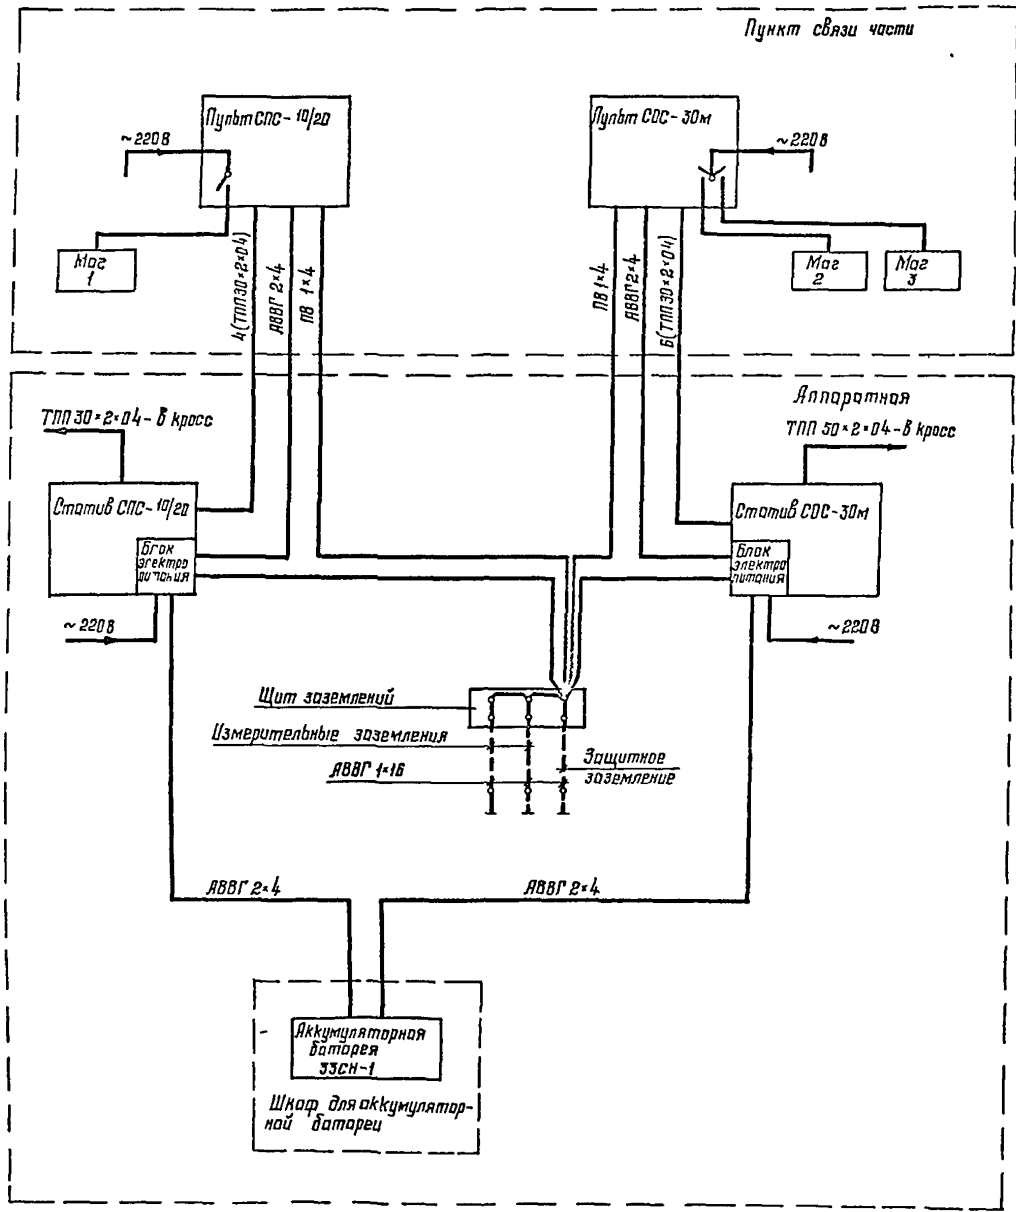 Пункт связи части
Пульт СПС-10/20
Пульт СОС-30м
~220В
~220В
Маг
1
Маг
2
Маг
3
4(ТПП30×2×04)
АВВГ 2×4
ПВ 1×4
ПВ 1×4
АВВГ 2×4
6(ТПП30×2×04)
Аппаратная
ТПП 30×2×04-в кросс
ТПП 50×2×04-в кросс
Статив СПС-10/20
Статив СОС-30м
Блок
электро
питания
Блок
электро
питания
~220В
~220В
Щит заземлений
Измерительные заземления
АВВГ 1×16
Защитное
заземление
АВВГ 2×4
АВВГ 2×4
Аккумуляторная
батарея
33СН-1
Шкаф для аккумулятор-
ной батареи